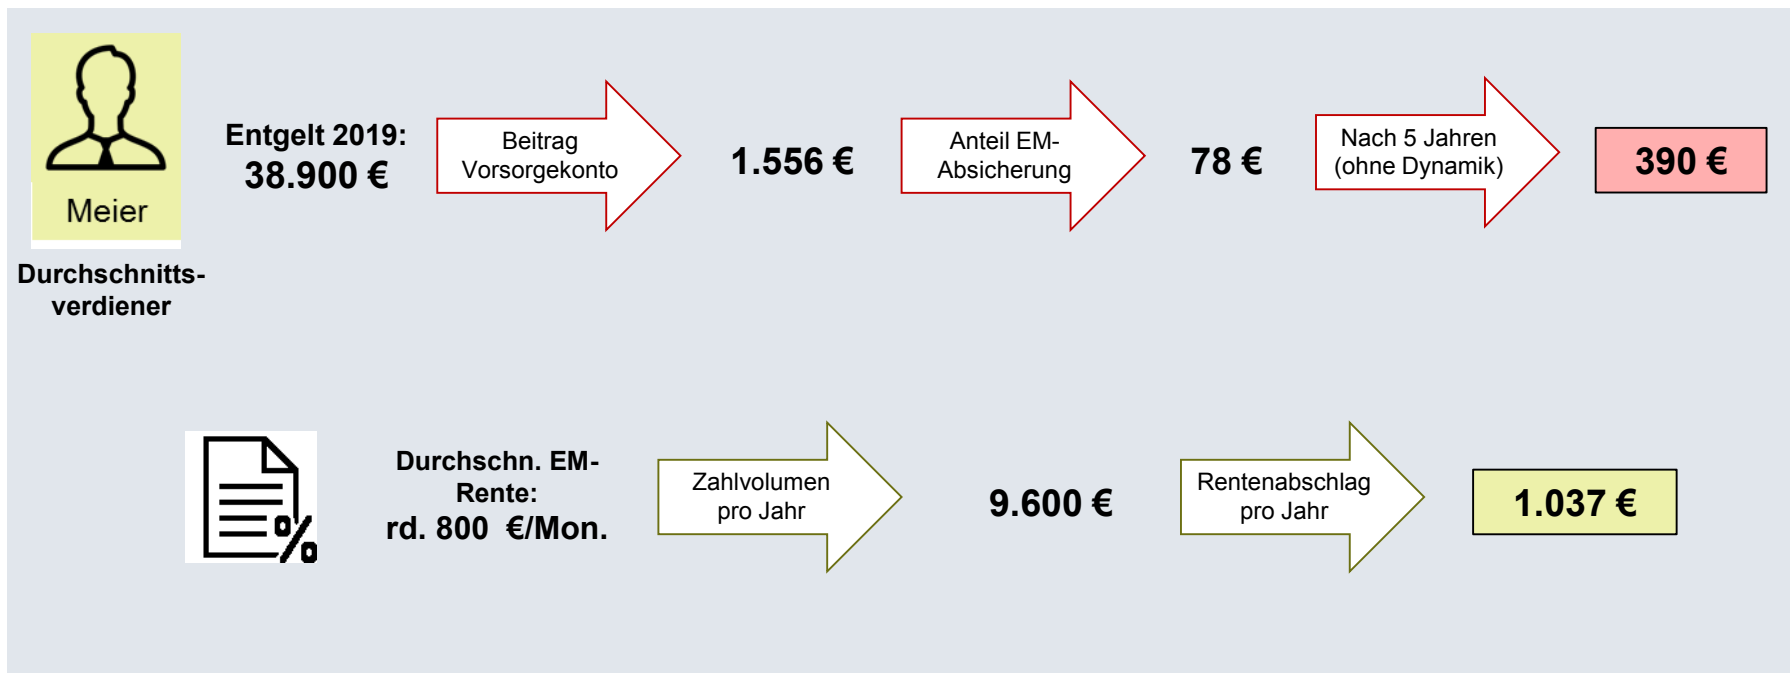 Meier
Durchschnitts-
verdiener
Entgelt 2019:
38.900 €
Beitrag
Vorsorgekonto
1.556 €
Anteil EM-
Absicherung
78 €
Nach 5 Jahren
(ohne Dynamik)
390 €
%
Durchschn. EM-
Rente:
rd. 800 €/Mon.
Zahlvolumen
pro Jahr
9.600 €
Rentenabschlag
pro Jahr
1.037 €